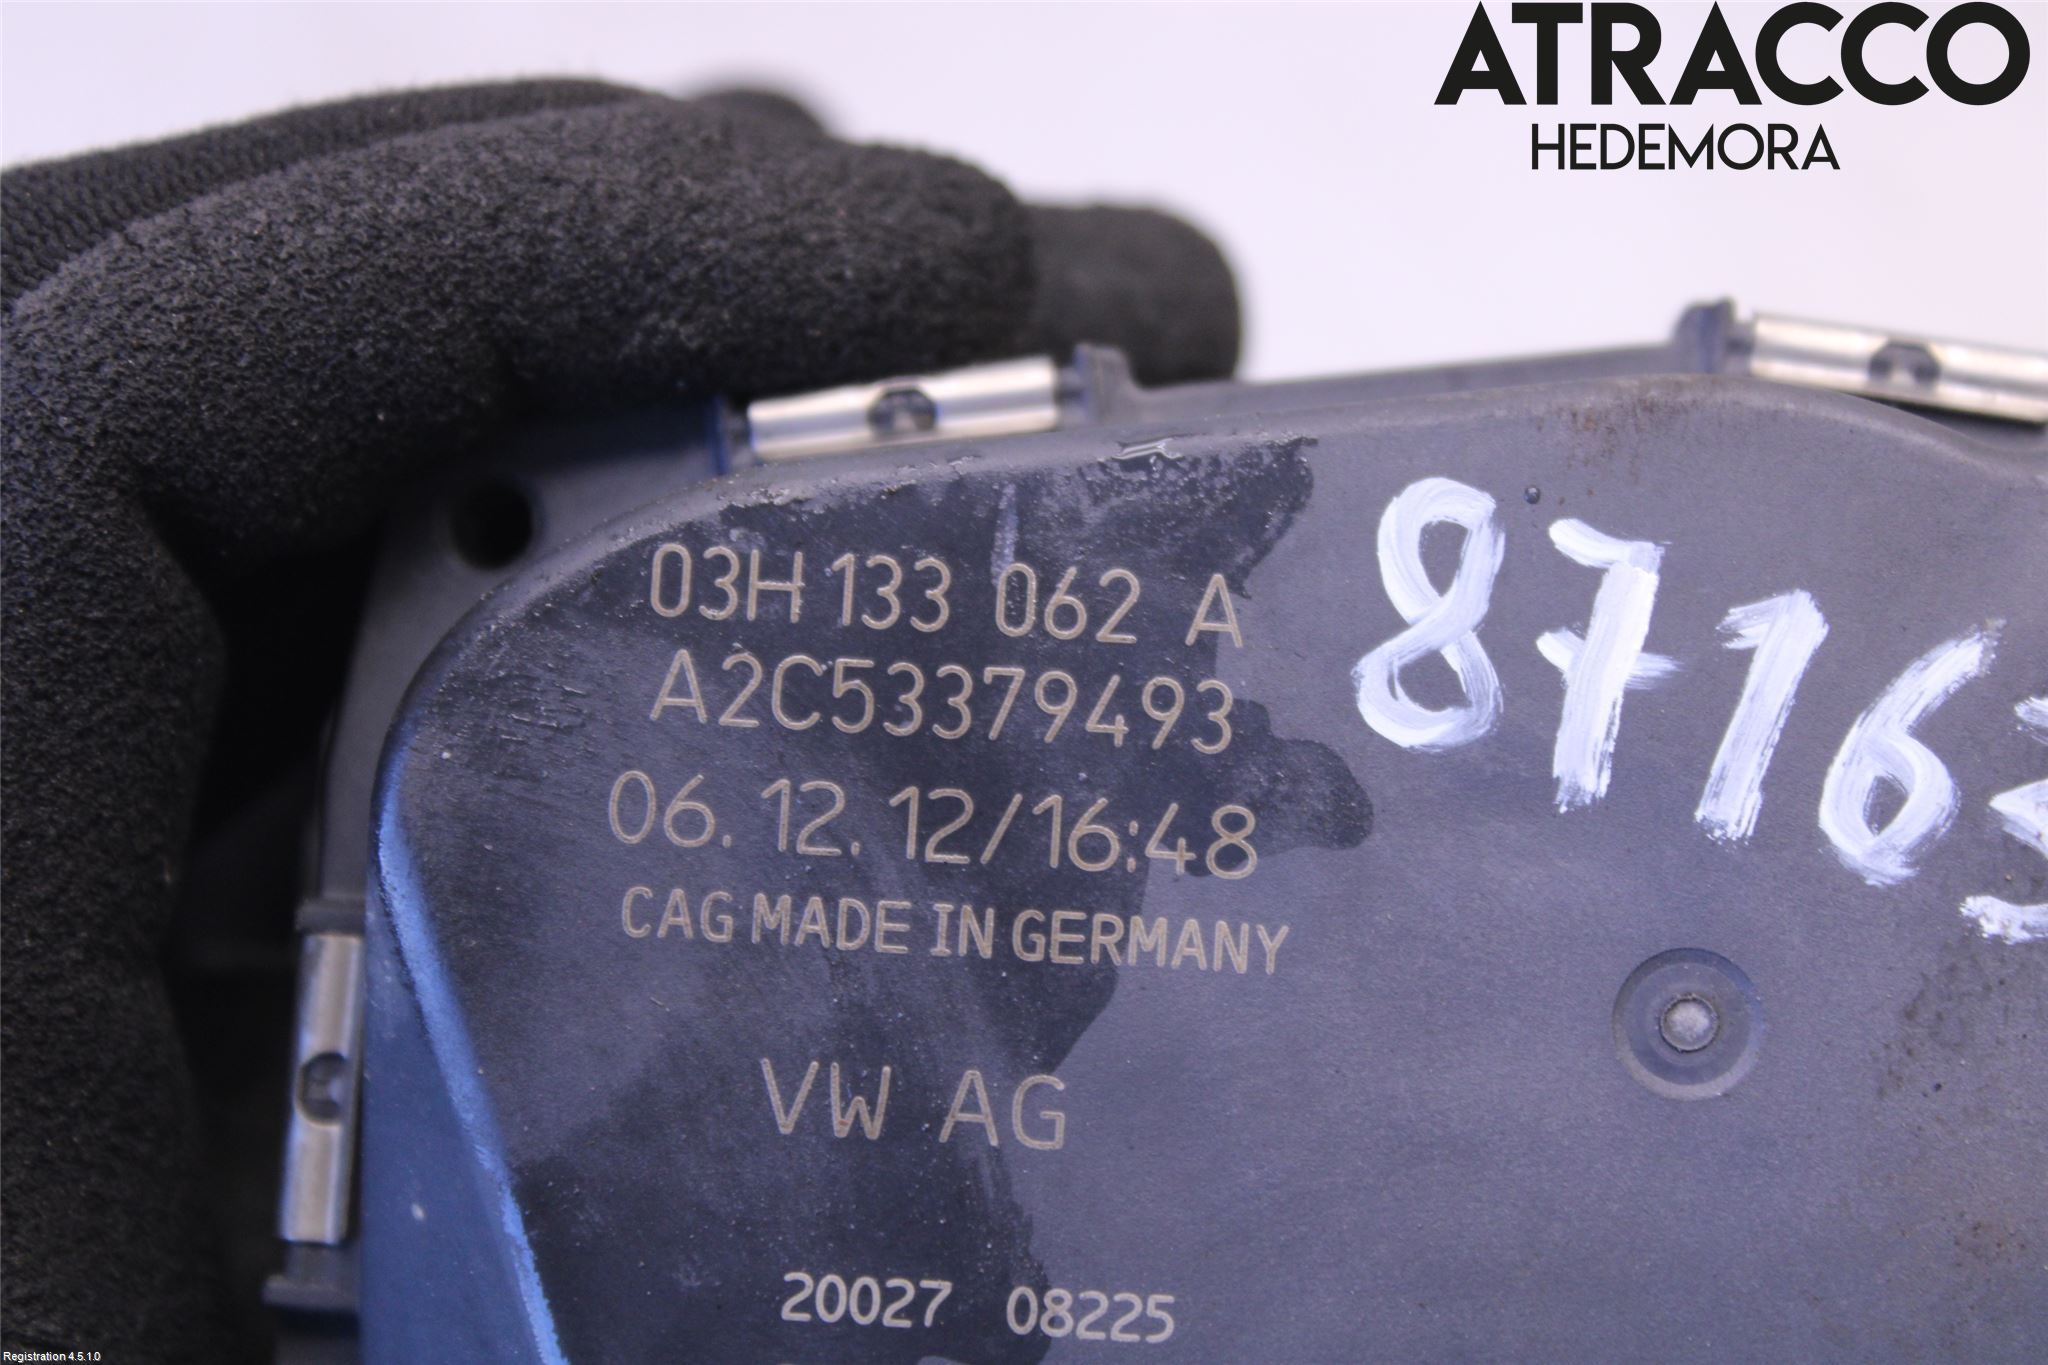 ATRACCO
HEDEMORA
03H 133 062 A
A2C53379493
06.12.12/16:48
CAG MADE IN GERMANY
VW AG
20027 08225
8716
Registration 4.5.1.0